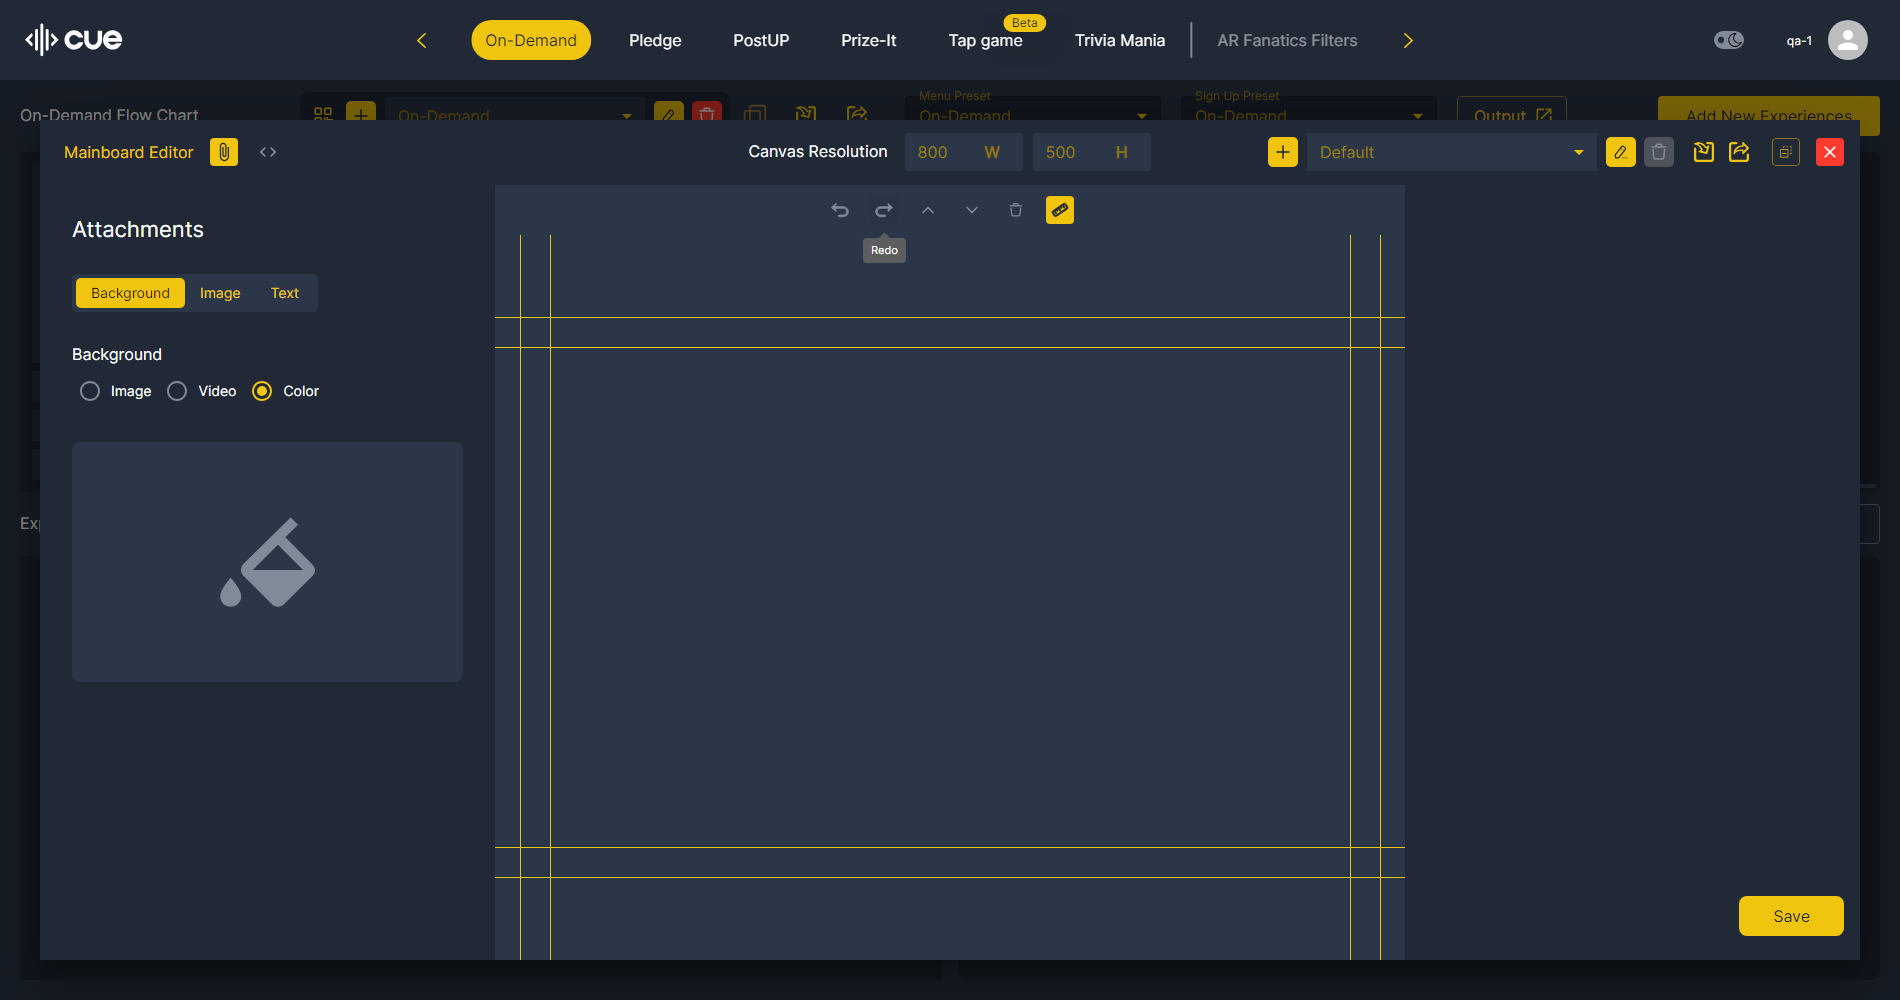 cue
On-Demand
Pledge
PostUP
Prize-It
Beta
Tap game
Trivia Mania
AR Fanatics Filters
qa-1
On-Demand Flow Chart
On-Demand
Menu Preset
On-Demand
Sign Up Preset
On-Demand
Output
Add New Experiences
Mainboard Editor
Canvas Resolution
800 W
500 H
Default
Attachments
Redo
Background
Image
Text
Background
Image
Video
Color
Exp
Save